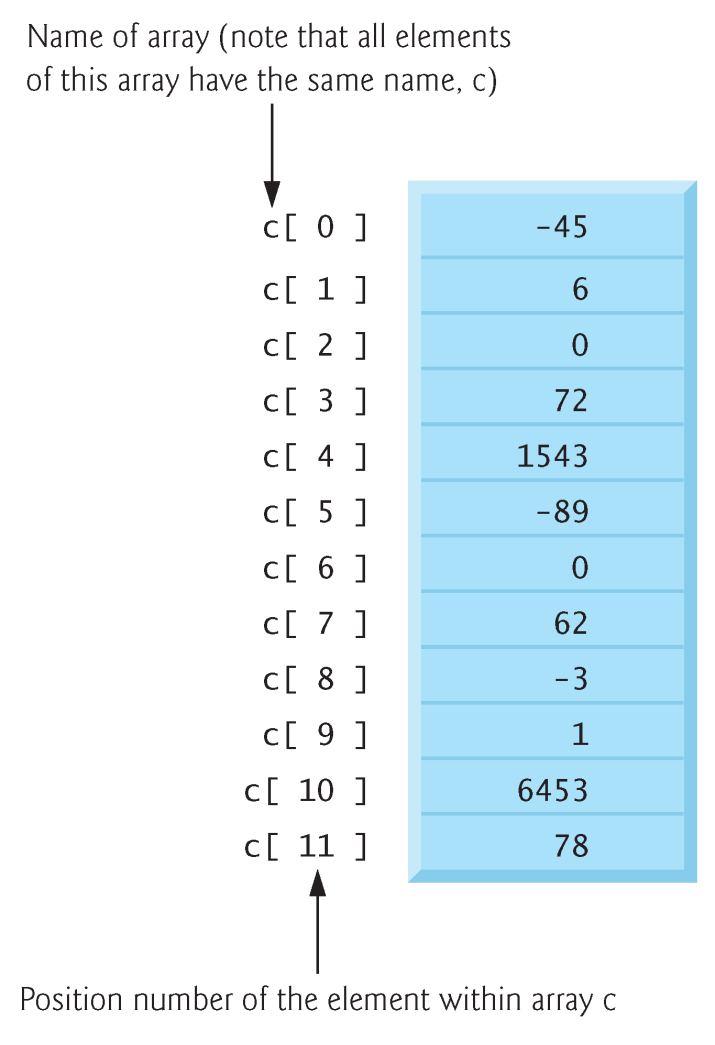 Name of array (note that all elements
of this array have the same name, c)
c[ 0 ] -45
c[ 1 ] 6
c[ 2 ] 0
c[ 3 ] 72
c[ 4 ] 1543
c[ 5 ] -89
c[ 6 ] 0
c[ 7 ] 62
c[ 8 ] -3
c[ 9 ] 1
c[ 10 ] 6453
c[ 11 ] 78
Position number of the element within array c